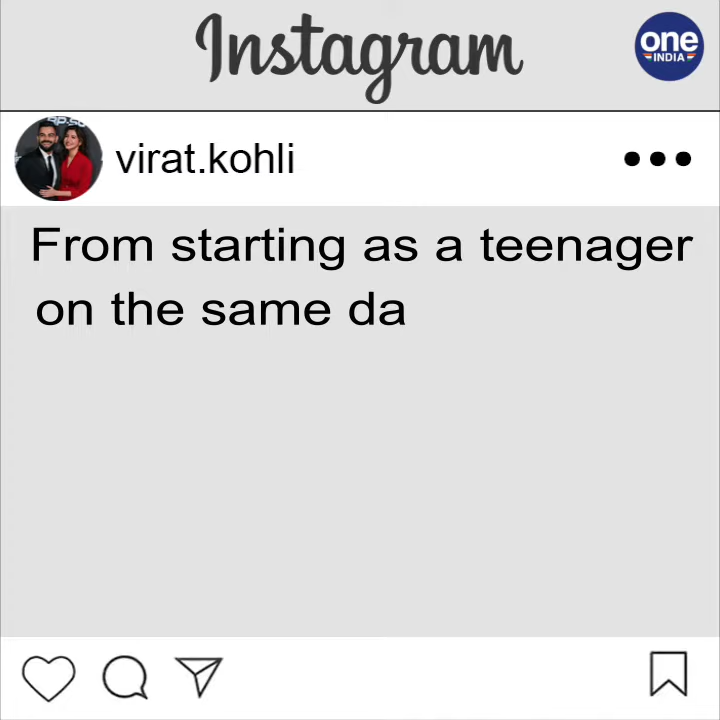 Instagram
one
INDIA
virat.kohli
From starting as a teenager
on the same da